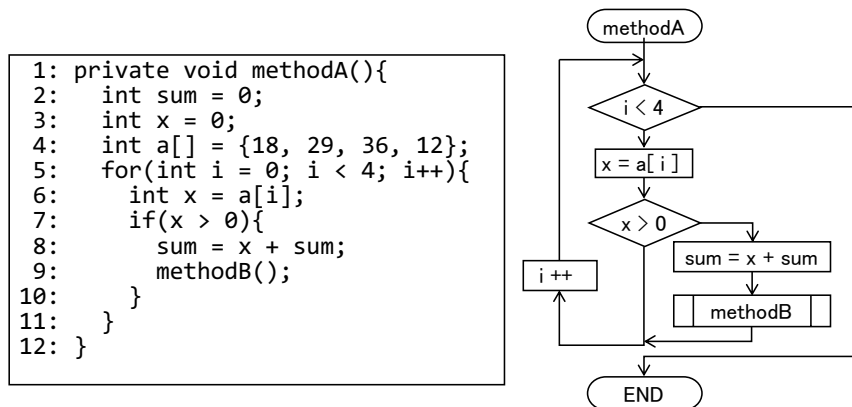 1: private void methodA(){
2: int sum = 0;
3: int x = 0;
4: int a[] = {18, 29, 36, 12};
5: for(int i = 0; i < 4; i++){
6: int x = a[i];
7: if(x > 0){
8: sum = x + sum;
9: methodB();
10: }
11: }
12: }
methodA
i < 4
x = a[ i ]
x > 0
sum = x + sum
i ++
methodB
END